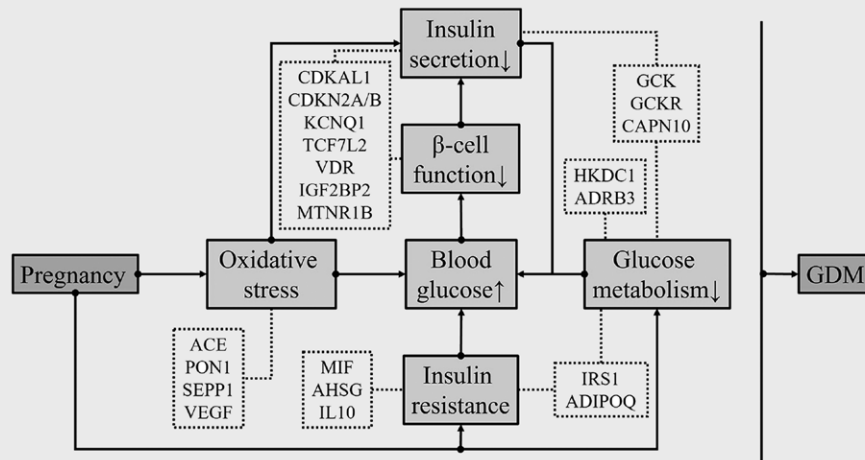 Insulin
secretion↓
CDKAL1
CDKN2A/B
KCNQ1
TCF7L2
VDR
IGF2BP2
MTNR1B
GCK
GCKR
CAPN10
β-cell
function↓
HKDC1
ADRB3
Pregnancy
Oxidative
stress
Blood
glucose↑
Glucose
metabolism↓
GDM
ACE
PON1
SEPP1
VEGF
MIF
AHSG
IL10
Insulin
resistance
IRS1
ADIPOQ